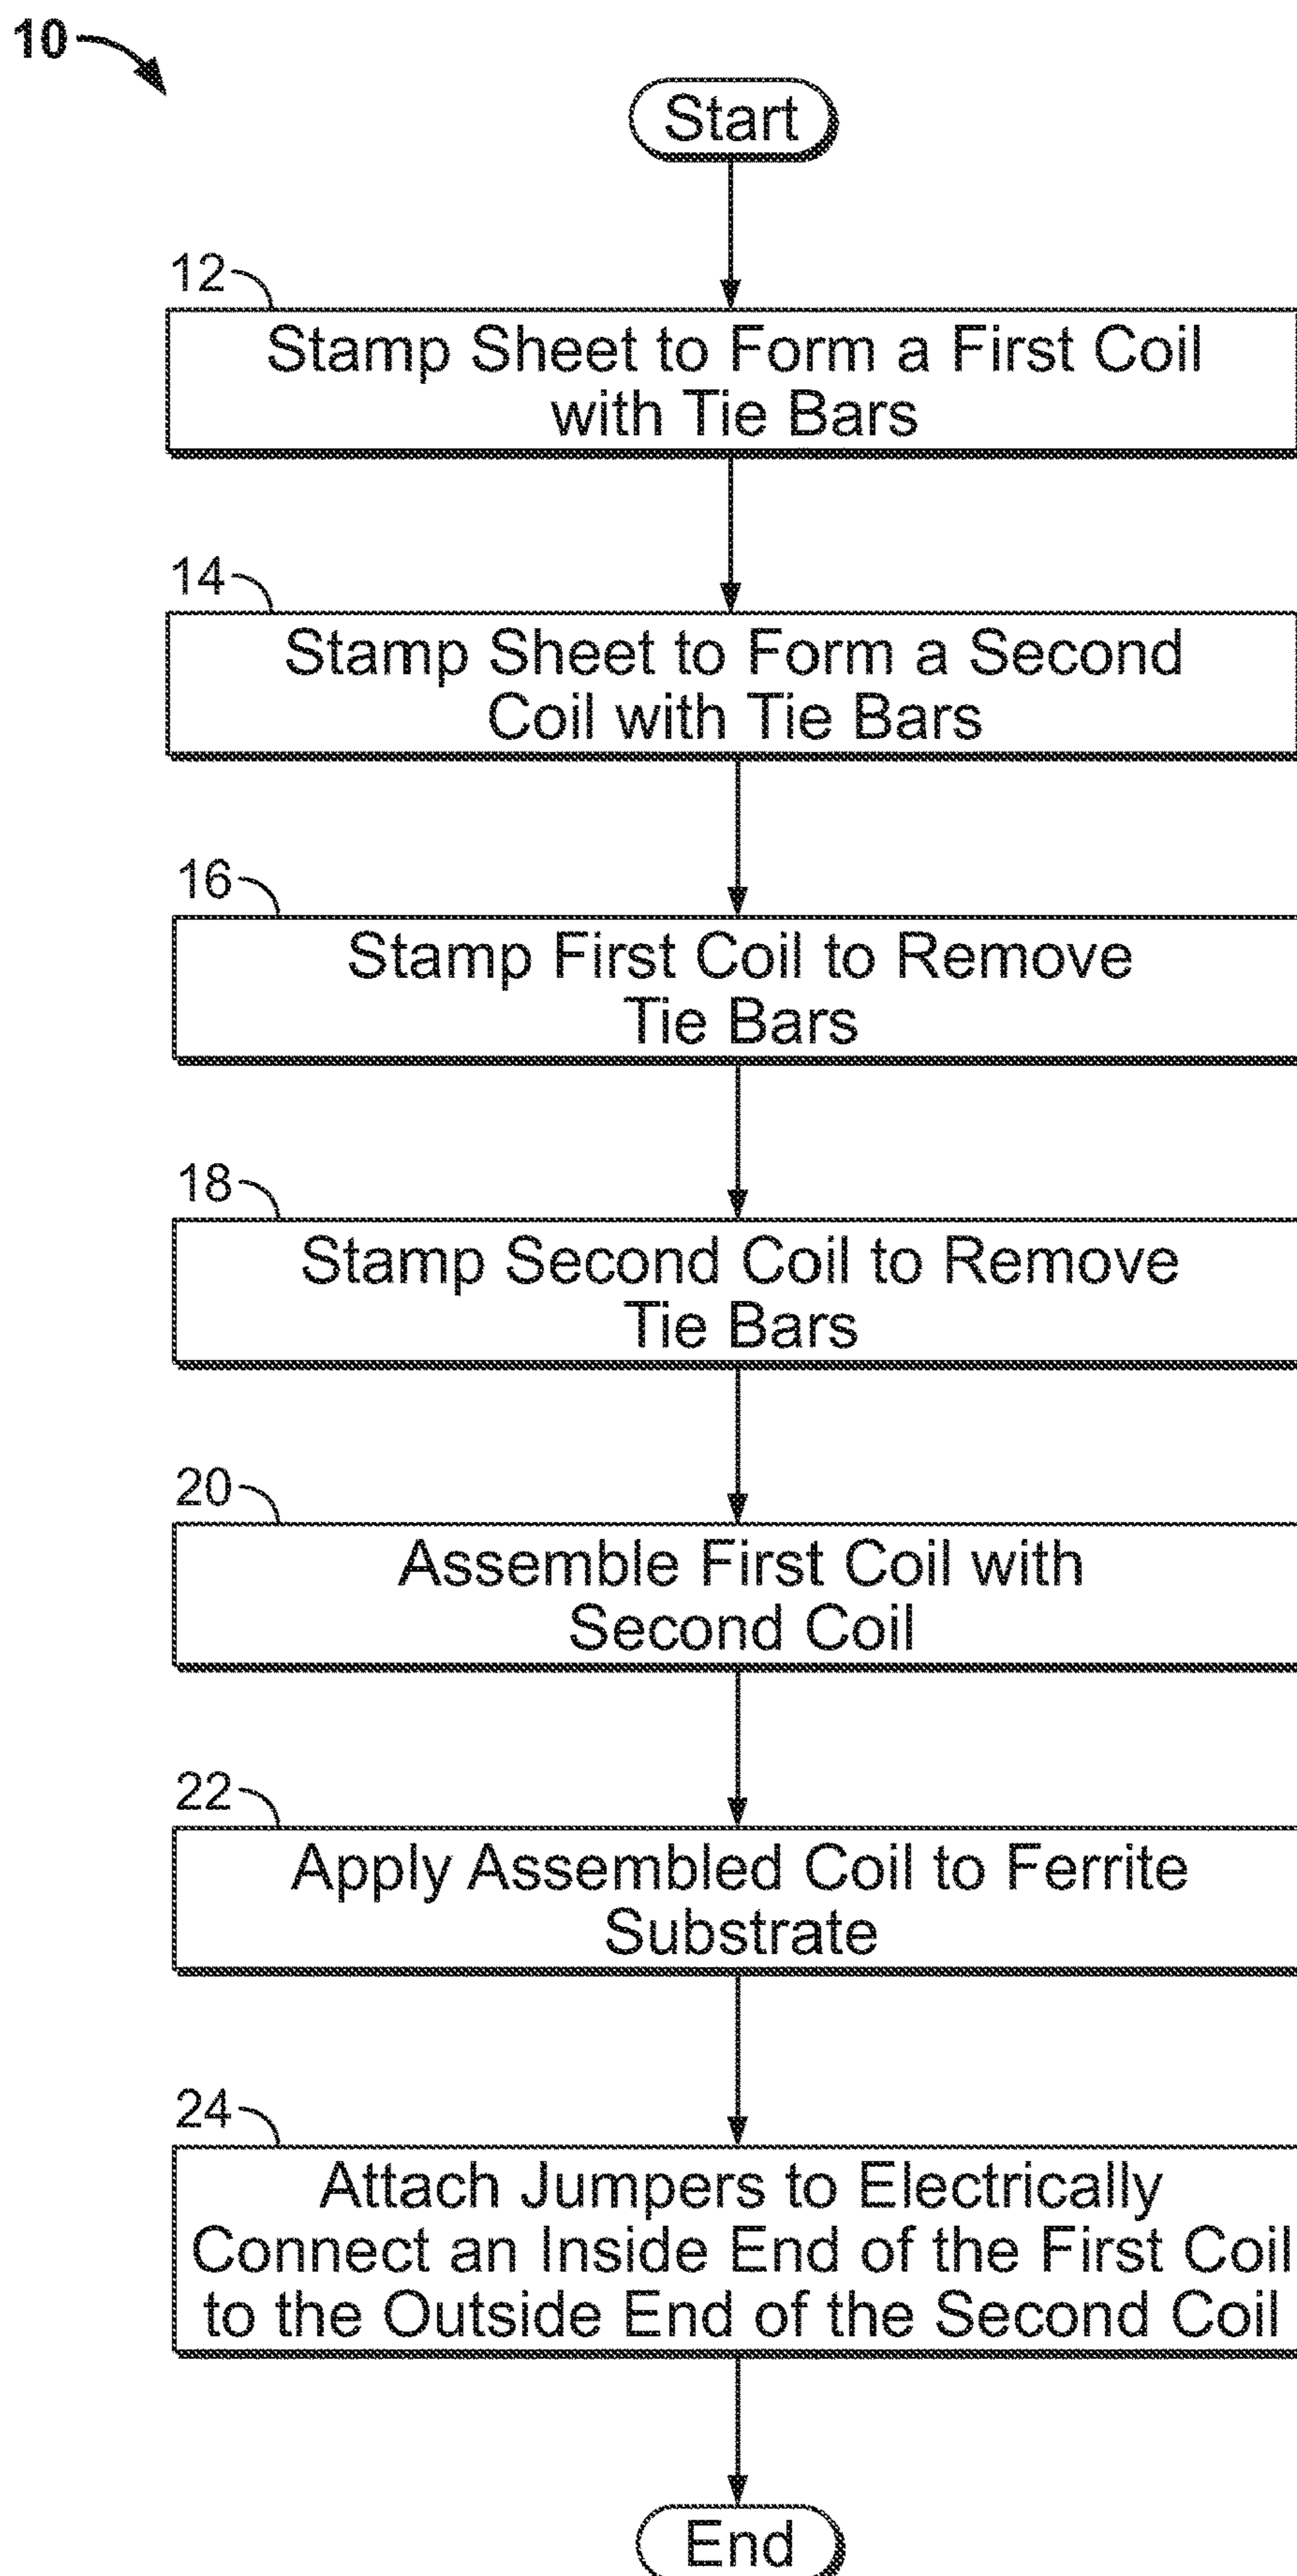 10
Start
12
Stamp Sheet to Form a First Coil
with Tie Bars
14
Stamp Sheet to Form a Second
Coil with Tie Bars
16
Stamp First Coil to Remove
Tie Bars
18
Stamp Second Coil to Remove
Tie Bars
20
Assemble First Coil with
Second Coil
22
Apply Assembled Coil to Ferrite
Substrate
24
Attach Jumpers to Electrically
Connect an Inside End of the First Coil
to the Outside End of the Second Coil
End